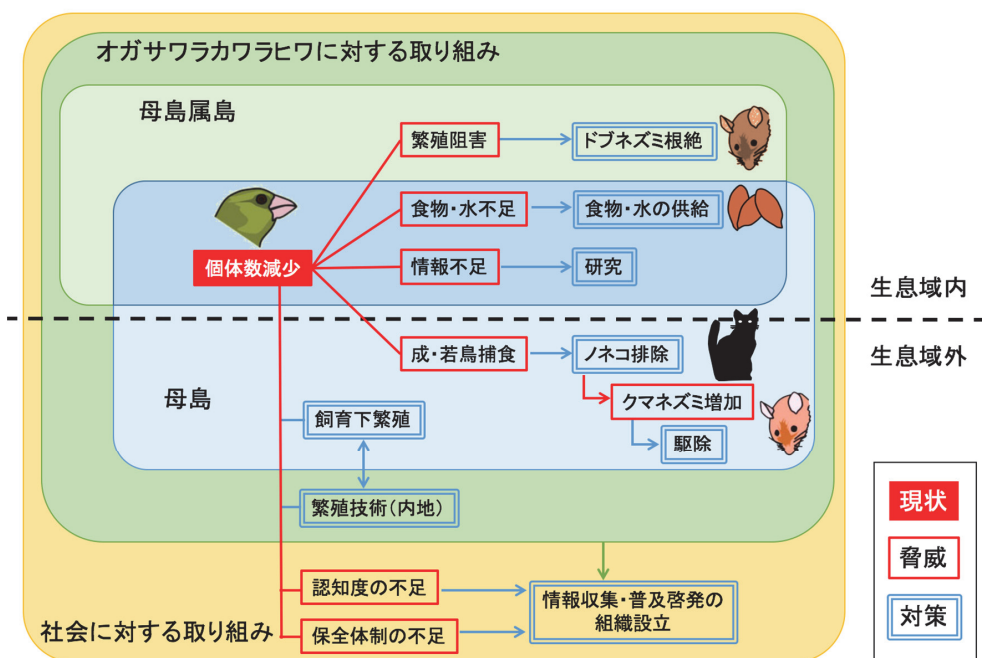 オガサワラカワラヒワに対する取り組み
母島属島
繁殖阻害
ドブネズミ根絶
食物・水不足
食物・水の供給
個体数減少
情報不足
研究
生息域内
生息域外
成・若鳥捕食
ノネコ排除
母島
クマネズミ増加
飼育下繁殖
駆除
繁殖技術(内地)
現状
脅威
対策
認知度の不足
情報収集・普及啓発の
組織設立
社会に対する取り組み
保全体制の不足